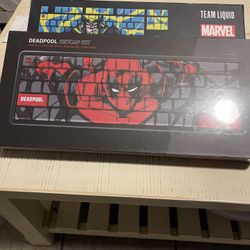 TEAM LIQUID
MARVEL
DEADPOOL KEYCAP KIT
DEADPOOL